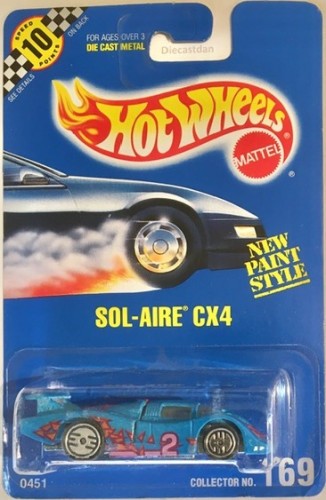 SPEED
10
POINTS
ON BACK
SEE DETAILS
FOR AGES OVER 3
DIE CAST METAL
Diecastdan
Hot Wheels
MATTEL
NEW
PAINT
STYLE
SOL-AIRE® CX4
2
0451
COLLECTOR NO. 169